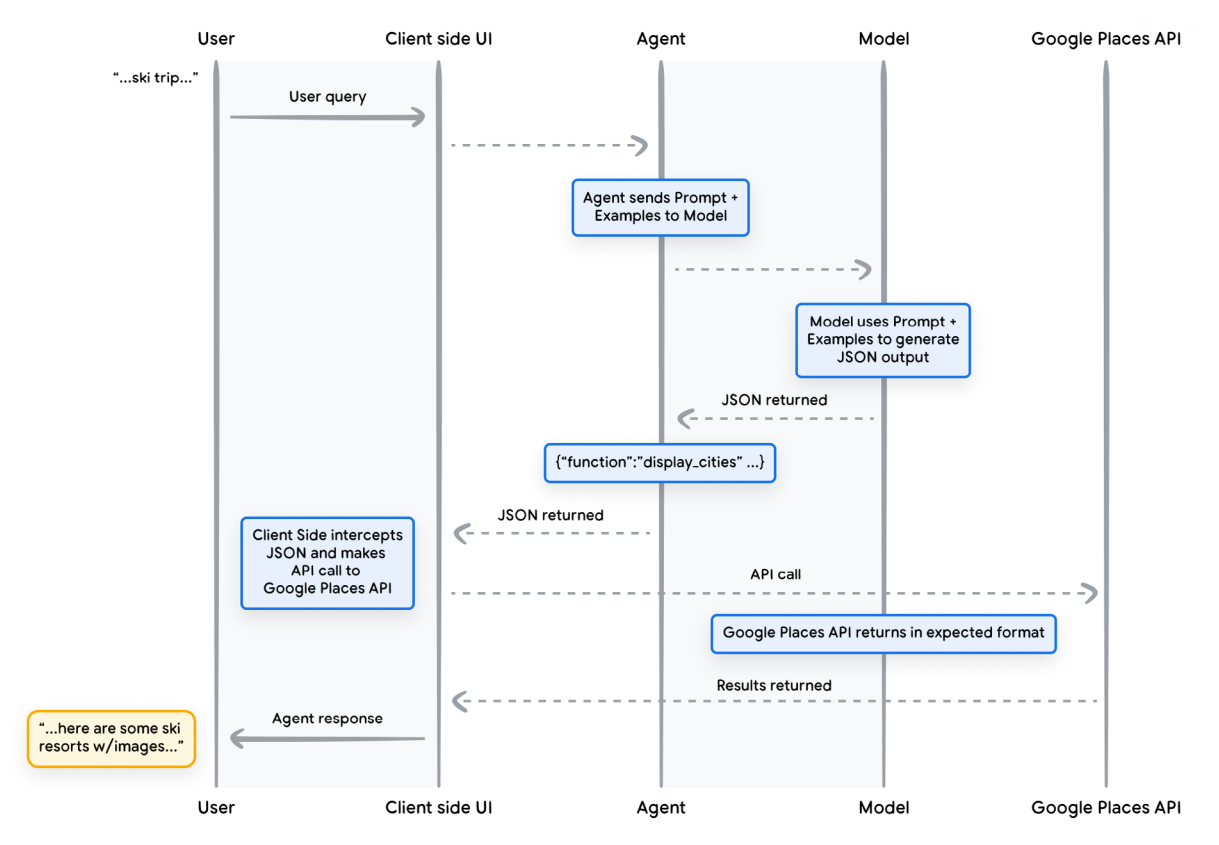 User
Client side UI
Agent
Model
Google Places API
“...ski trip...”
User query
Agent sends Prompt +
Examples to Model
Model uses Prompt +
Examples to generate
JSON output
JSON returned
{“function”:”display_cities” ...}
JSON returned
Client Side intercepts
JSON and makes
API call to
Google Places API
API call
Google Places API returns in expected format
Results returned
Agent response
“...here are some ski
resorts w/images...”
User
Client side UI
Agent
Model
Google Places API